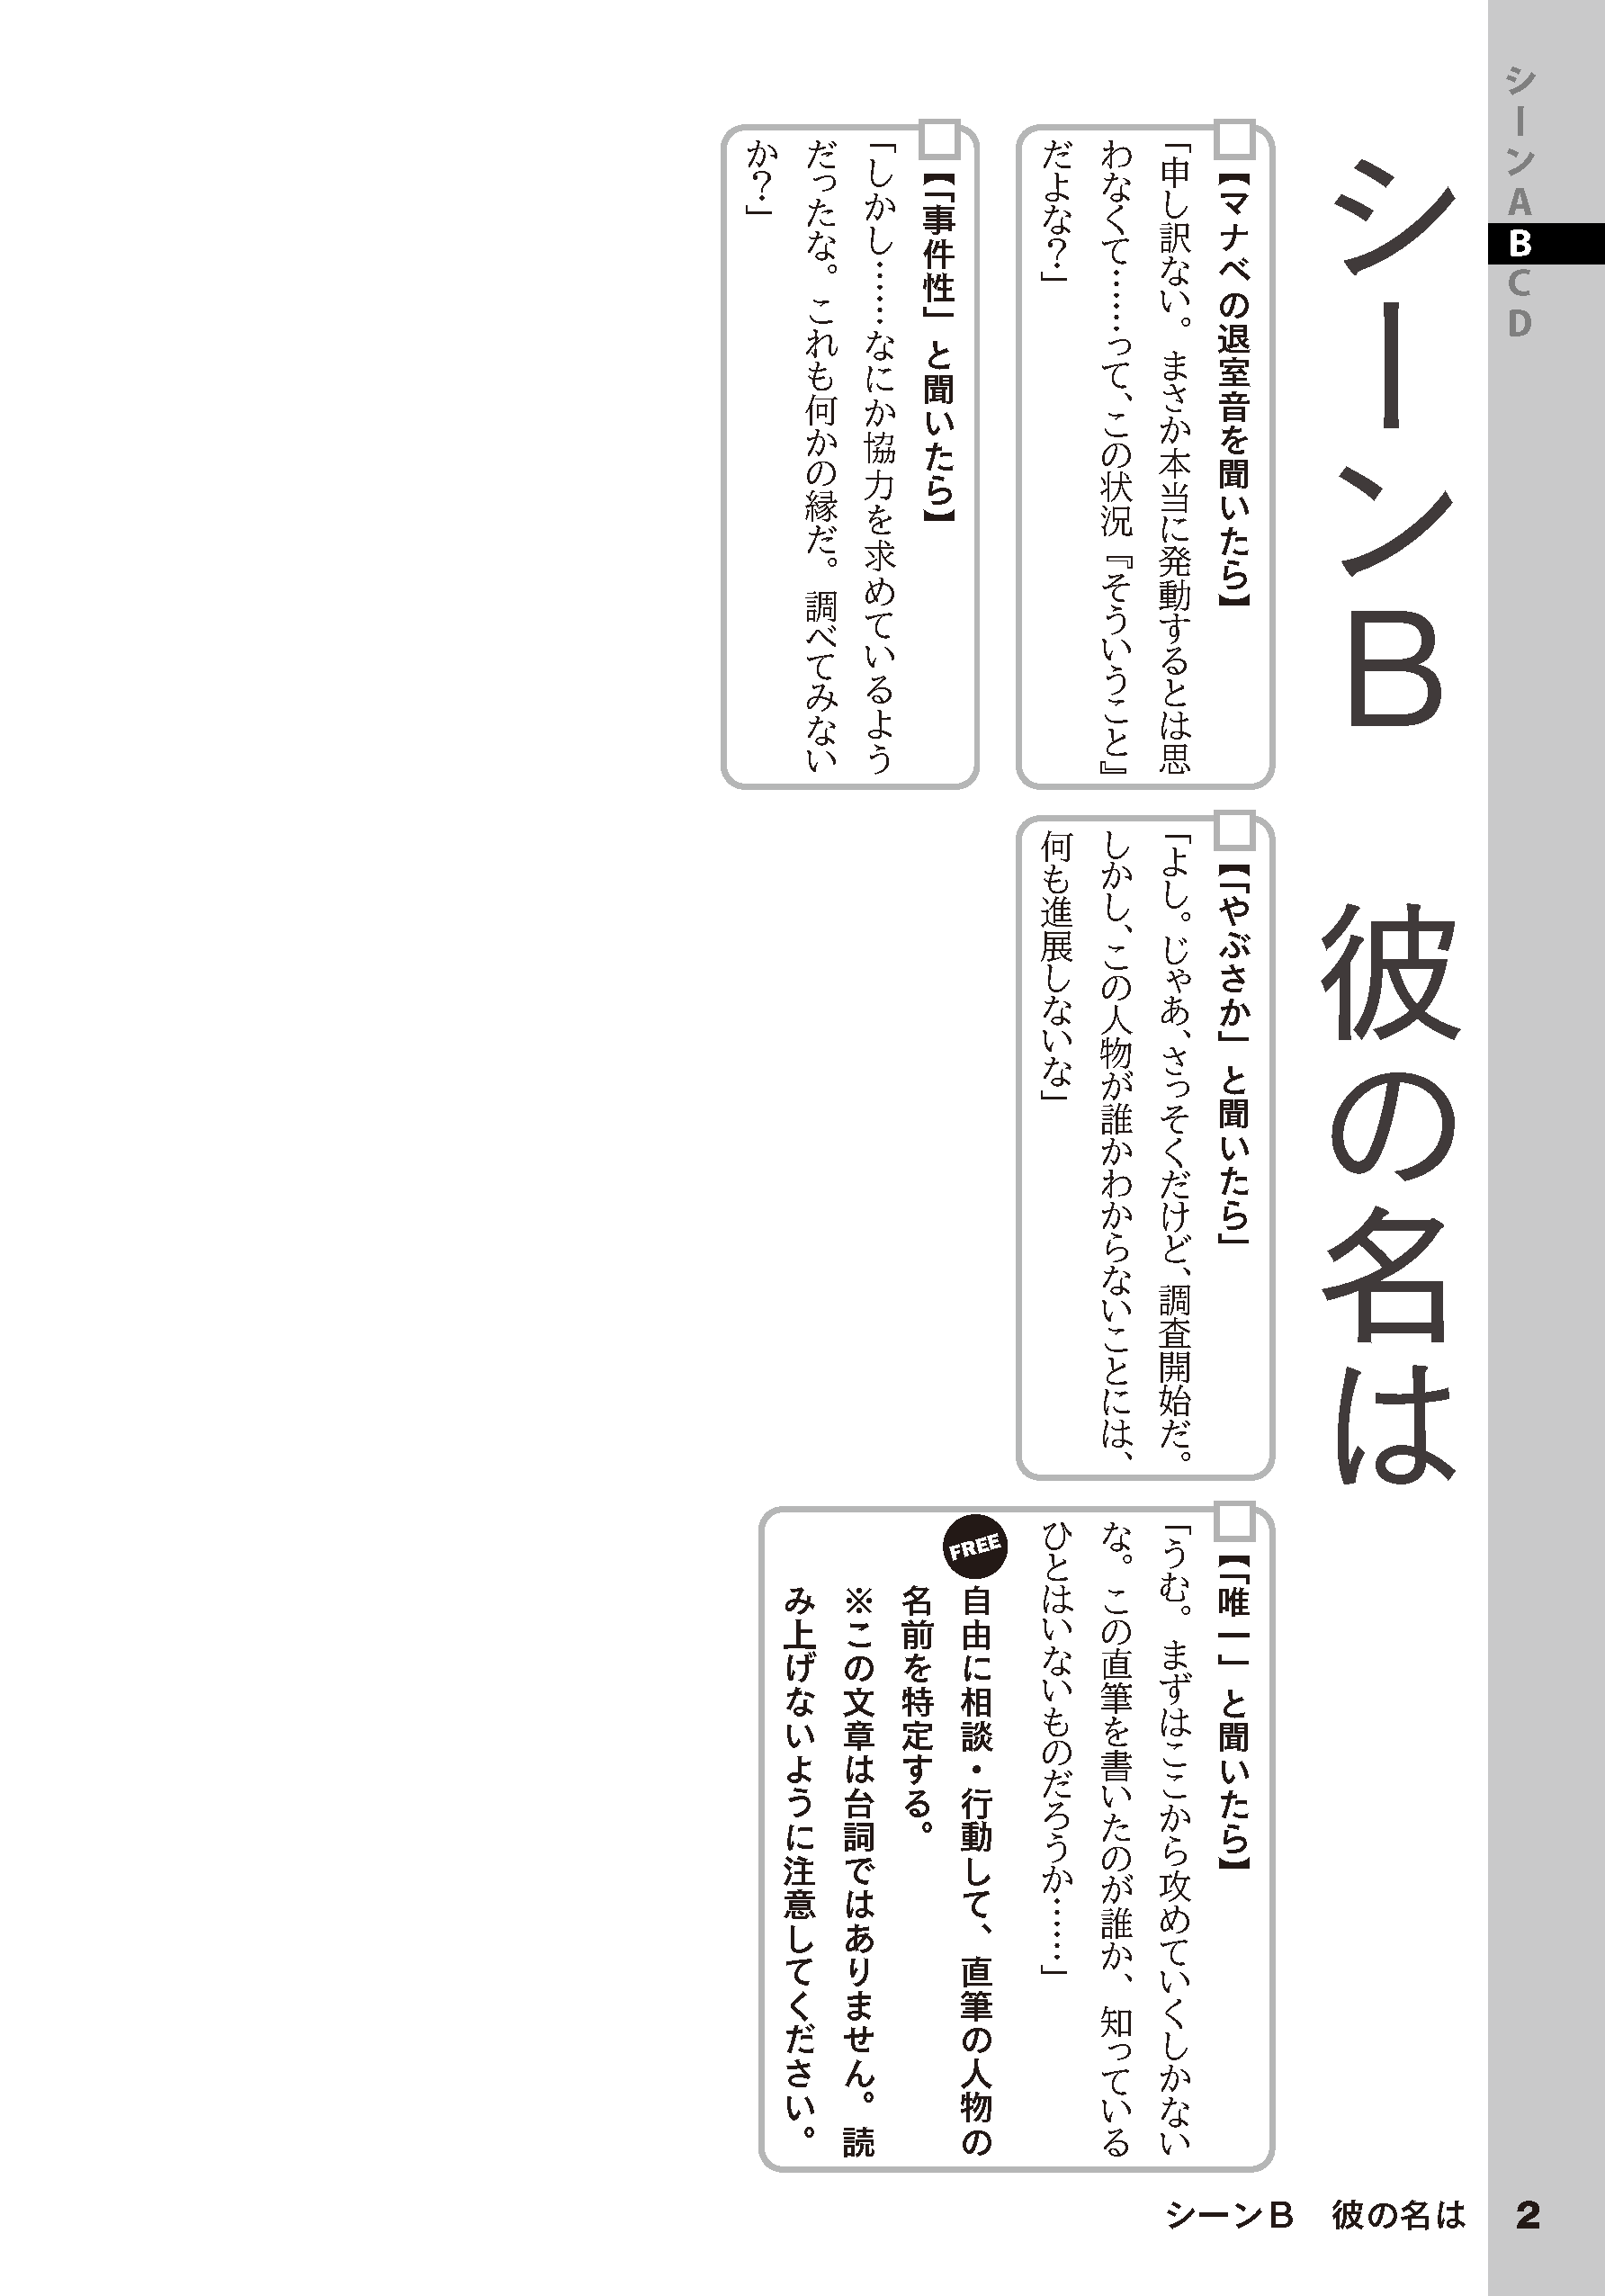 シーンA
B
C
D
シーンB　彼の名は
【マナベの退室音を聞いたら】
「申し訳ない。まさか本当に発動するとは思
わなくて……って、この状況『そういうこと』
だよな？」
【「事件性」と聞いたら】
「しかし……なにか協力を求めているよう
だったな。これも何かの縁だ。調べてみない
か？」
【「やぶさか」と聞いたら」
「よし。じゃあ、さっそくだけど、調査開始だ。
しかし、この人物が誰かわからないことには、
何も進展しないな」
【「唯一」と聞いたら】
「うむ。まずはここから攻めていくしかない
な。この直筆を書いたのが誰か、知っている
ひとはいないものだろうか……」
FREE
自由に相談・行動して、直筆の人物の
名前を特定する。
※この文章は台詞ではありません。読
み上げないように注意してください。
シーンB　彼の名は
2